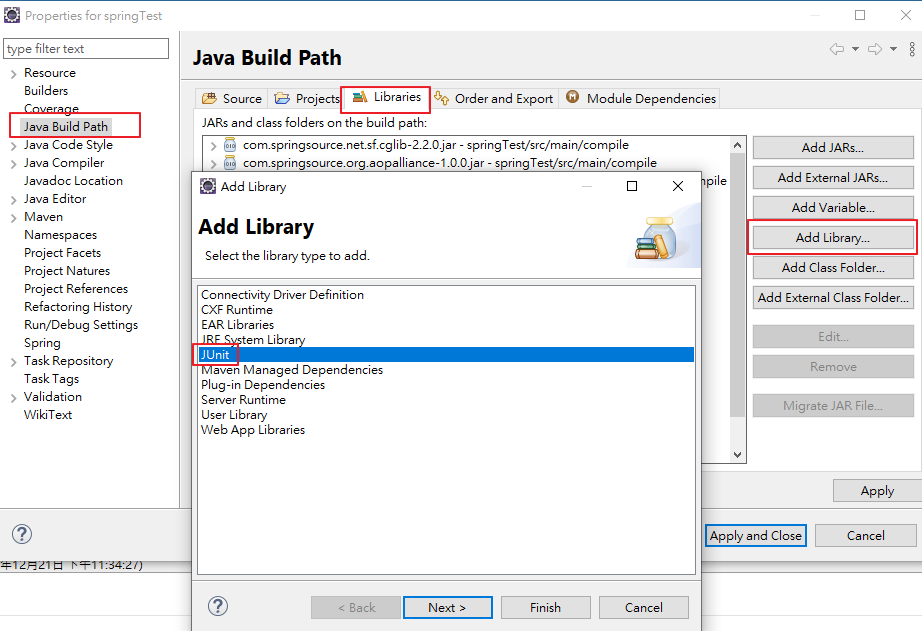 Properties for springTest
type filter text
Resource
Builders
Coverage
Java Build Path
Java Code Style
Java Compiler
Javadoc Location
Java Editor
Maven
Namespaces
Project Facets
Project Natures
Project References
Refactoring History
Run/Debug Settings
Spring
Task Repository
Task Tags
Validation
WikiText
Java Build Path
Source
Projects
Libraries
Order and Export
Module Dependencies
JARs and class folders on the build path:
com.springsource.net.sf.cglib-2.2.0.jar - springTest/src/main/compile
com.springsource.org.aopalliance-1.0.0.jar - springTest/src/main/compile
mpile
Add JARs...
Add External JARs...
Add Variable...
Add Library...
Add Class Folder...
Add External Class Folder...
Edit...
Remove
Migrate JAR File...
Apply
Apply and Close
Cancel
Add Library
Add Library
Select the library type to add.
Connectivity Driver Definition
CXF Runtime
EAR Libraries
JRE System Library
JUnit
Maven Managed Dependencies
Plug-in Dependencies
Server Runtime
User Library
Web App Libraries
< Back
Next >
Finish
Cancel
年12月21日 下午11:34:27)